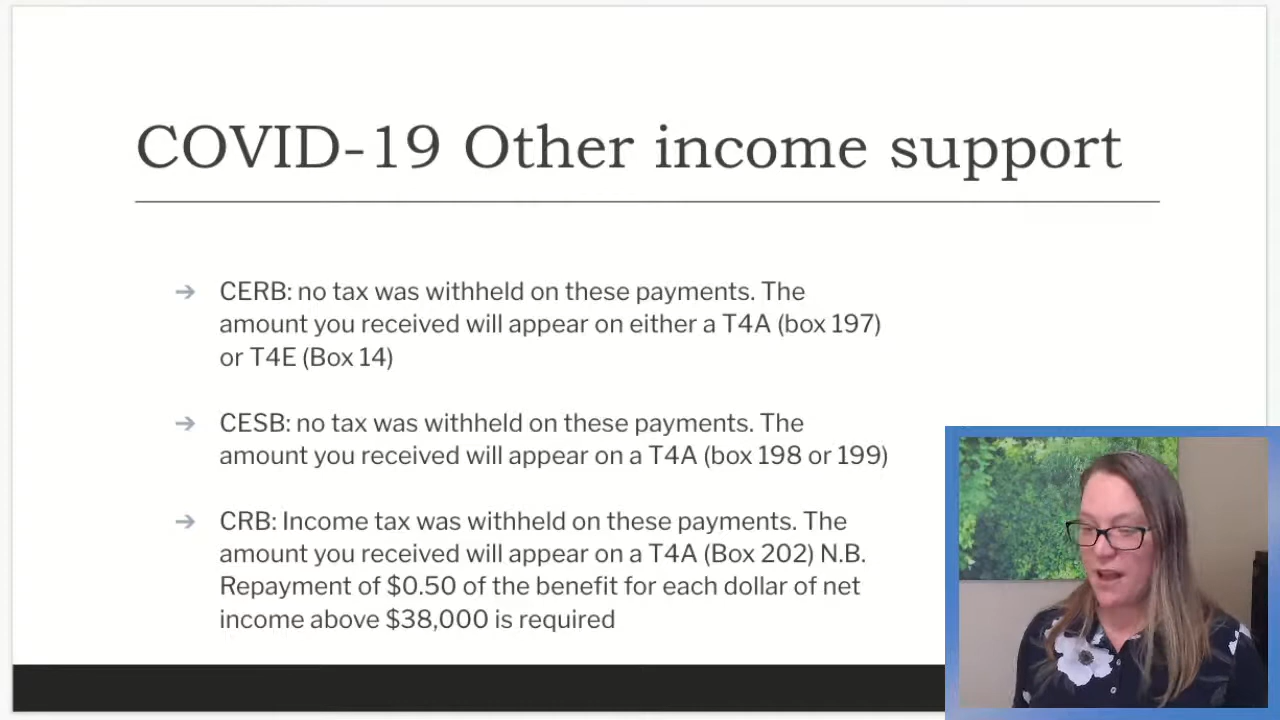 COVID-19 Other income support
➔ CERB: no tax was withheld on these payments. The
amount you received will appear on either a T4A (box 197)
or T4E (Box 14)
➔ CESB: no tax was withheld on these payments. The
amount you received will appear on a T4A (box 198 or 199)
➔ CRB: Income tax was withheld on these payments. The
amount you received will appear on a T4A (Box 202) N.B.
Repayment of $0.50 of the benefit for each dollar of net
income above $38,000 is required